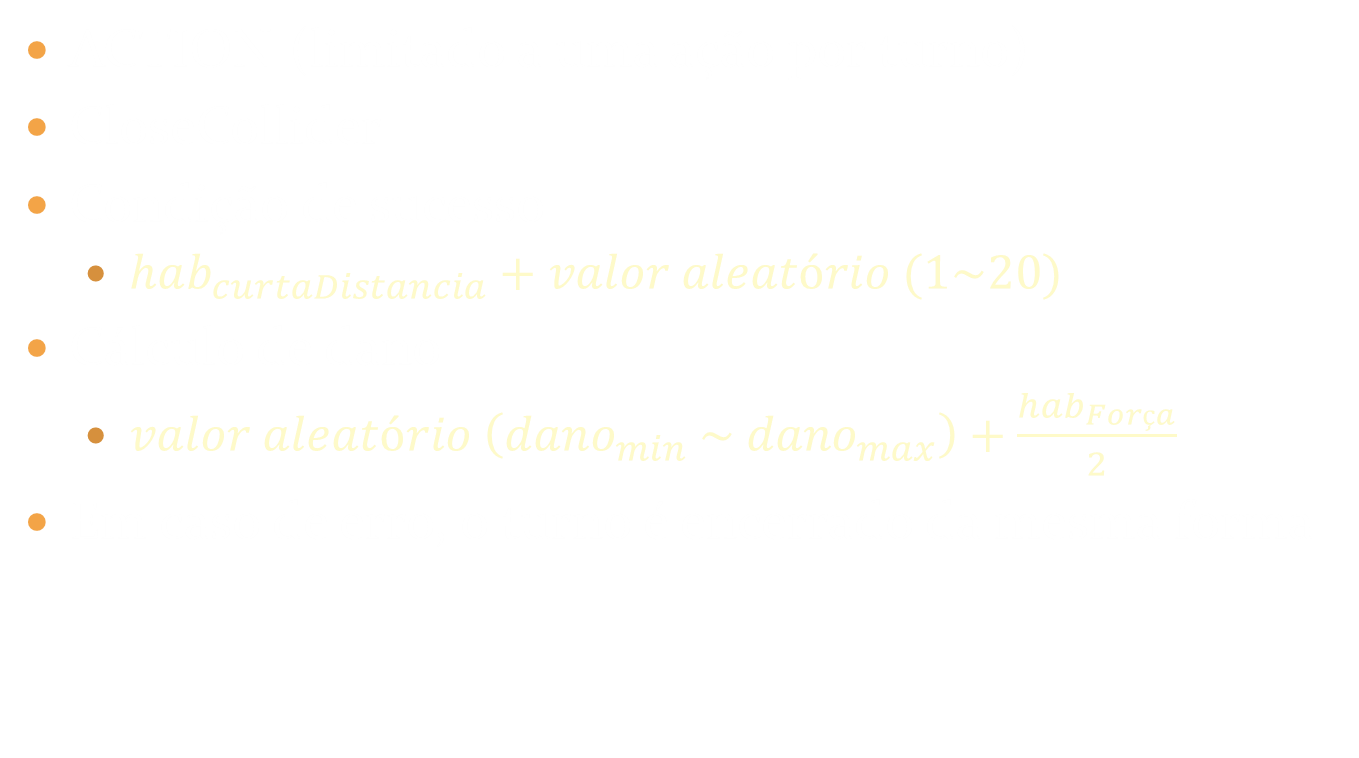 • 
• 
• 
• hab_curtaDistancia + valor aleatório (1~20)
• 
• valor aleatório (dano_min ~ dano_max) + hab_Força/2
•